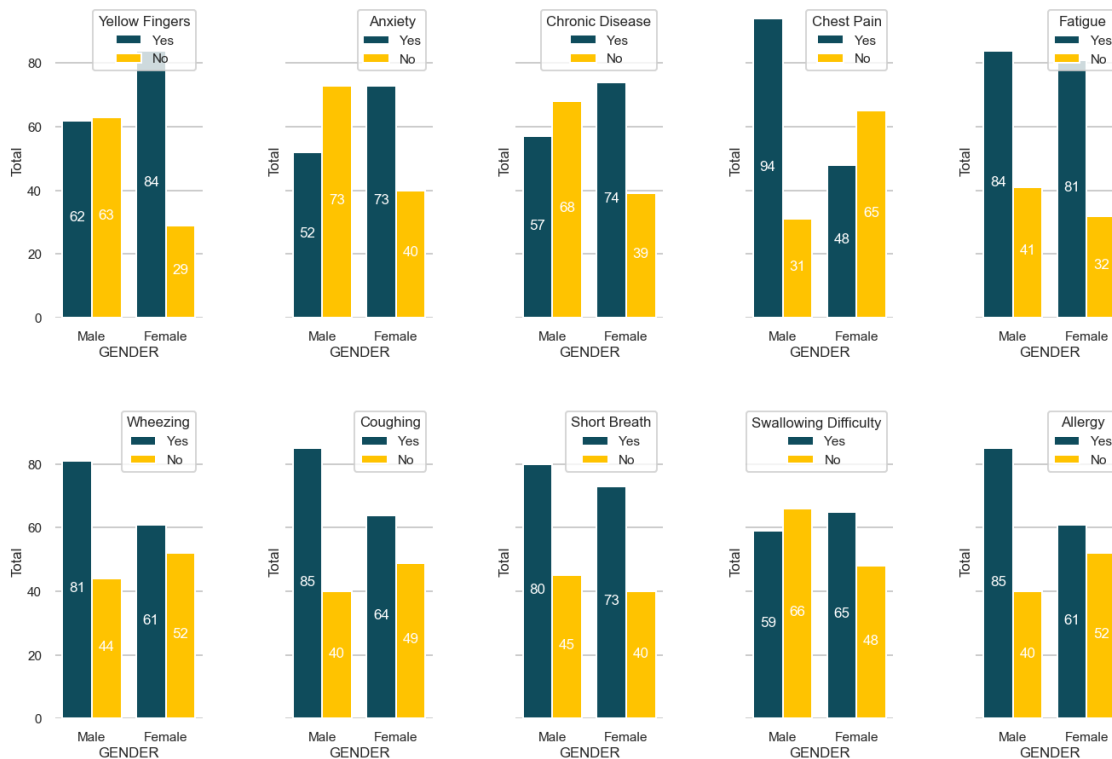 Yellow Fingers
Yes
No
80
60
40
20
0
Total
62
63
84
29
Male
Female
GENDER
Anxiety
Yes
No
Total
52
73
73
40
Male
Female
GENDER
Chronic Disease
Yes
No
Total
57
68
74
39
Male
Female
GENDER
Chest Pain
Yes
No
Total
94
31
48
65
Male
Female
GENDER
Fatigue
Yes
No
Total
84
41
81
32
Male
Female
GENDER
Wheezing
Yes
No
80
60
40
20
0
Total
81
44
61
52
Male
Female
GENDER
Coughing
Yes
No
Total
85
40
64
49
Male
Female
GENDER
Short Breath
Yes
No
Total
80
45
73
40
Male
Female
GENDER
Swallowing Difficulty
Yes
No
Total
59
66
65
48
Male
Female
GENDER
Allergy
Yes
No
Total
85
40
61
52
Male
Female
GENDER